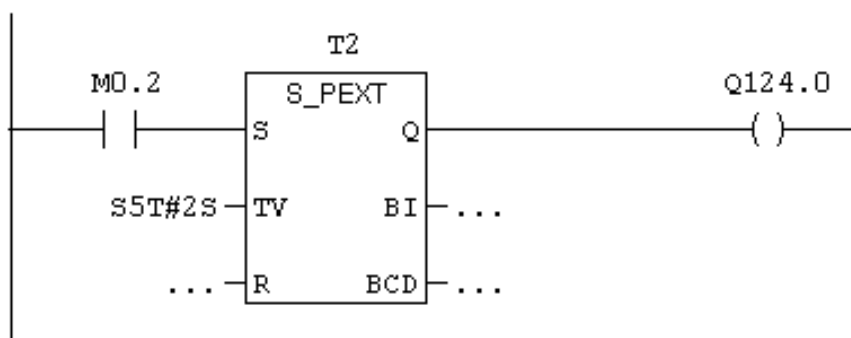 T2
M0.2 S_PEXT Q124.0
S Q
S5T#2S TV BI ...
... R BCD ...